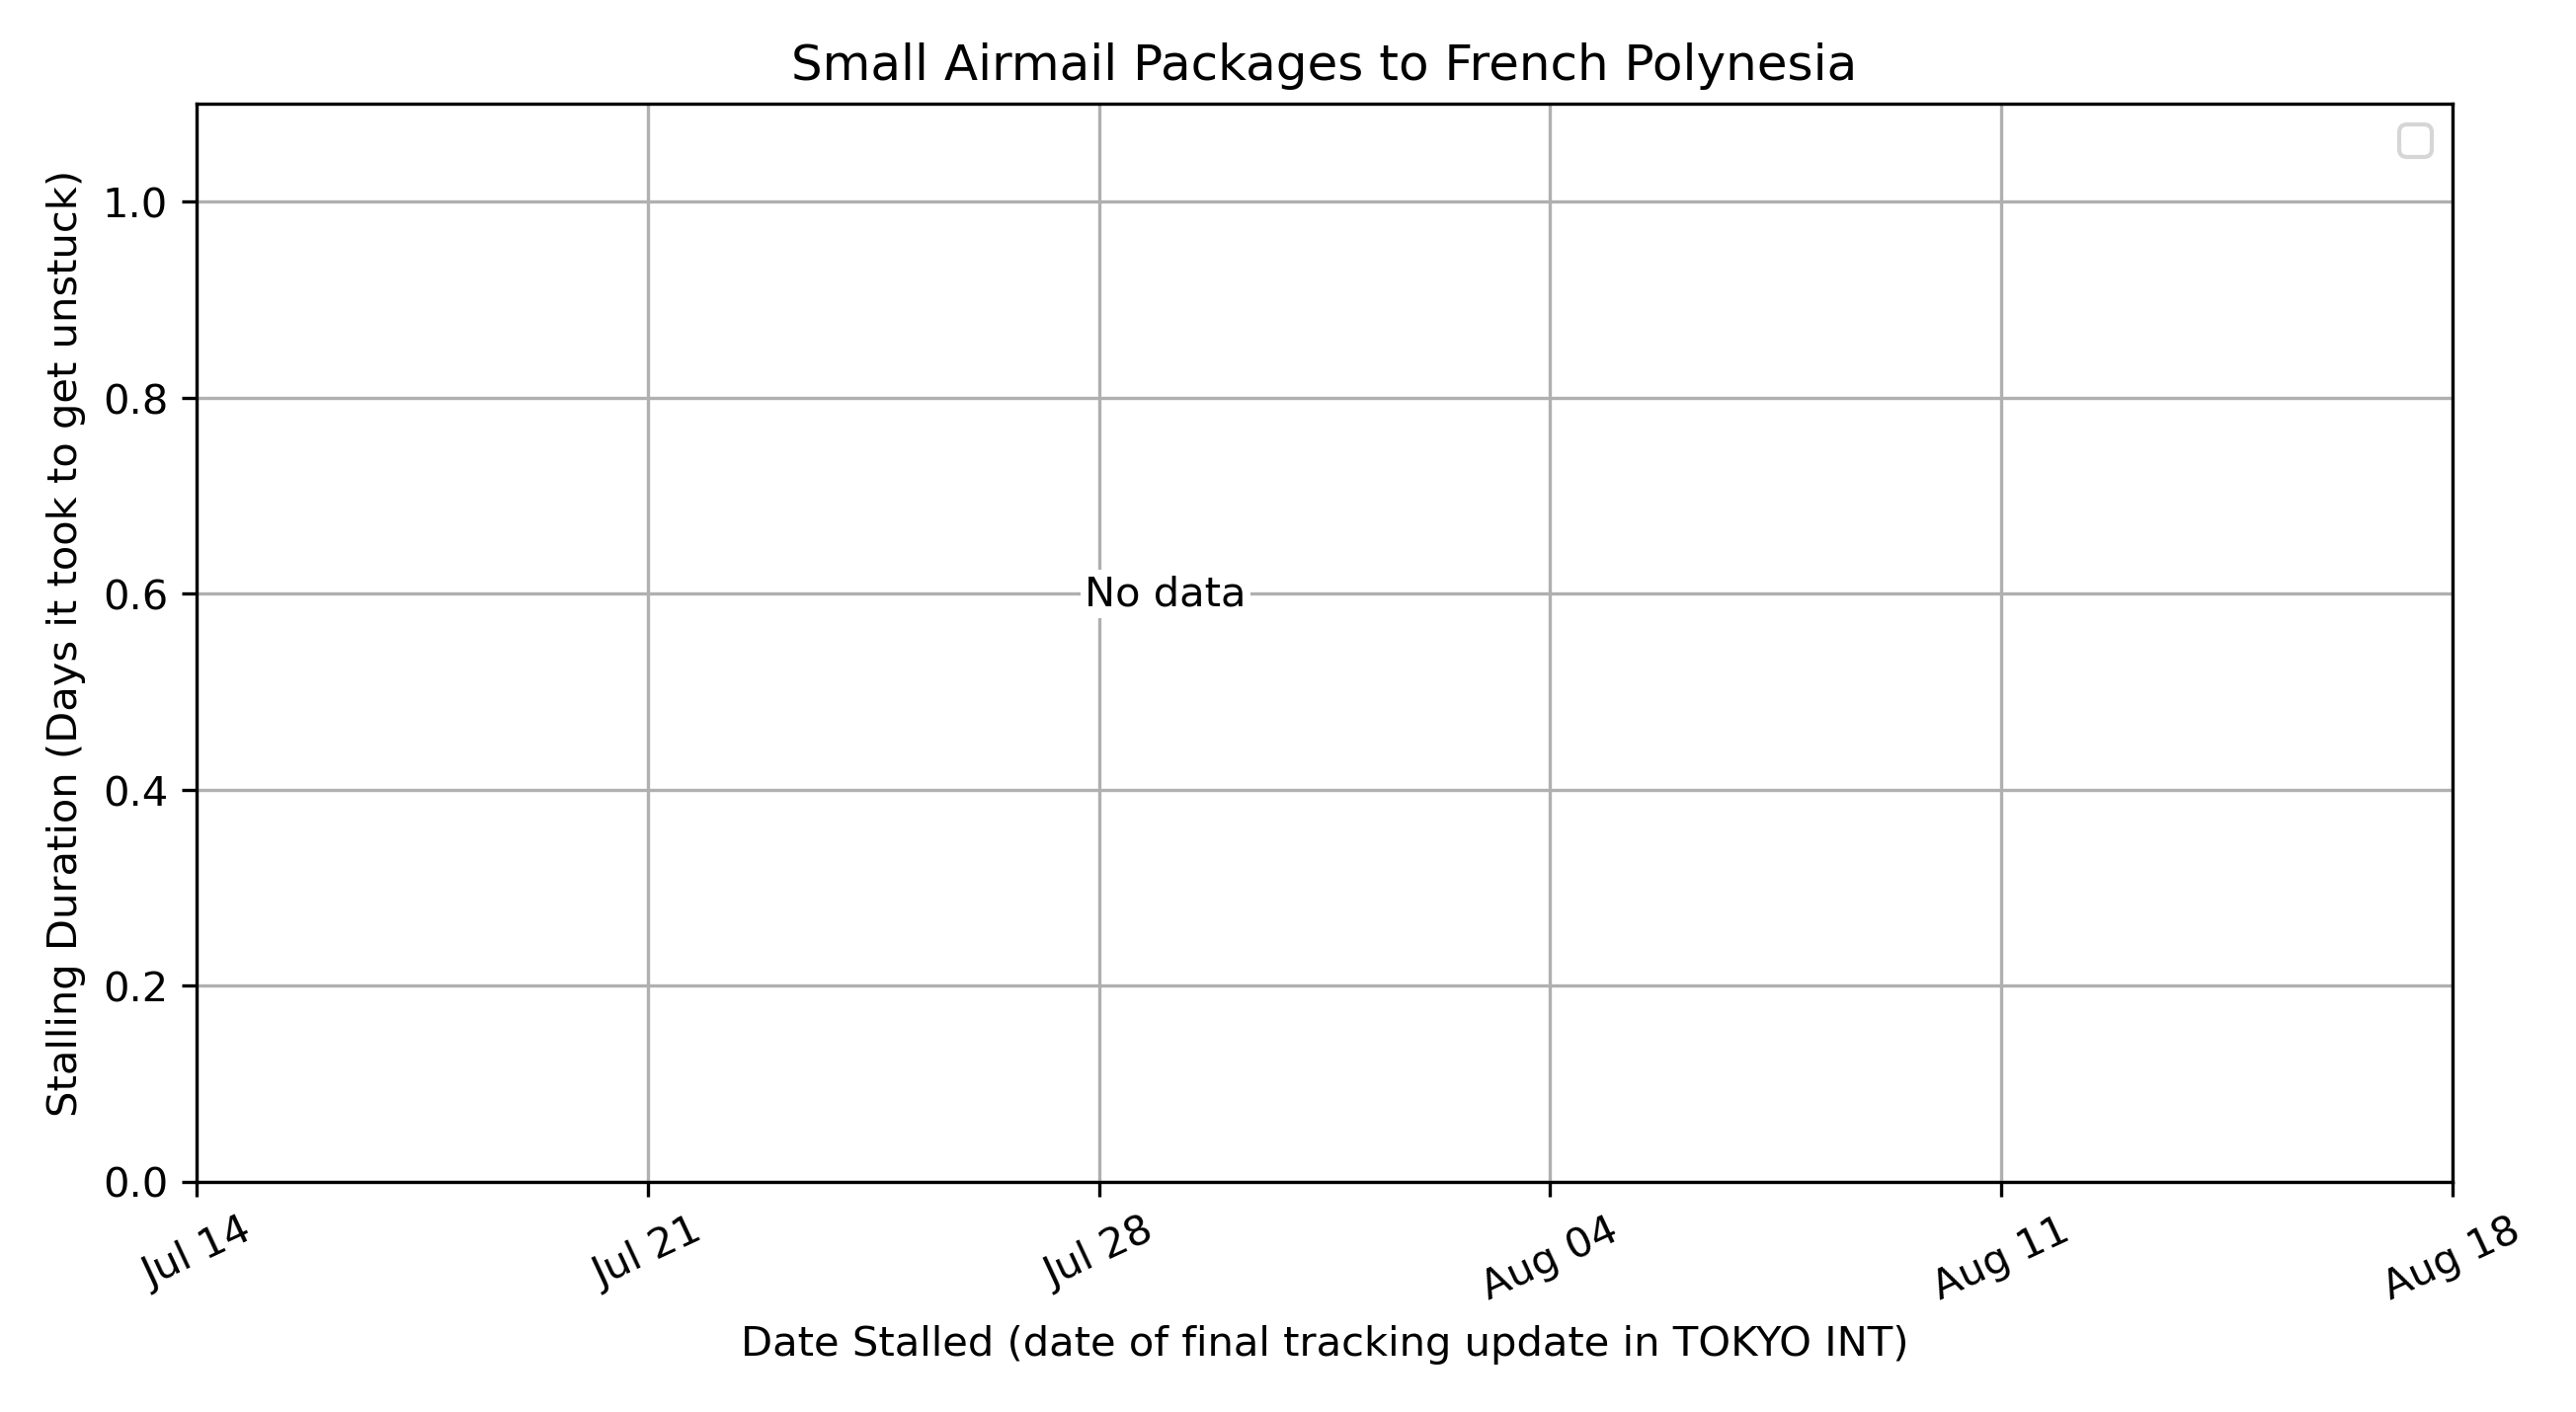 Small Airmail Packages to French Polynesia
Stalling Duration (Days it took to get unstuck)
1.0
0.8
0.6
0.4
0.2
0.0
No data
Jul 14
Jul 21
Jul 28
Aug 04
Aug 11
Aug 18
Date Stalled (date of final tracking update in TOKYO INT)